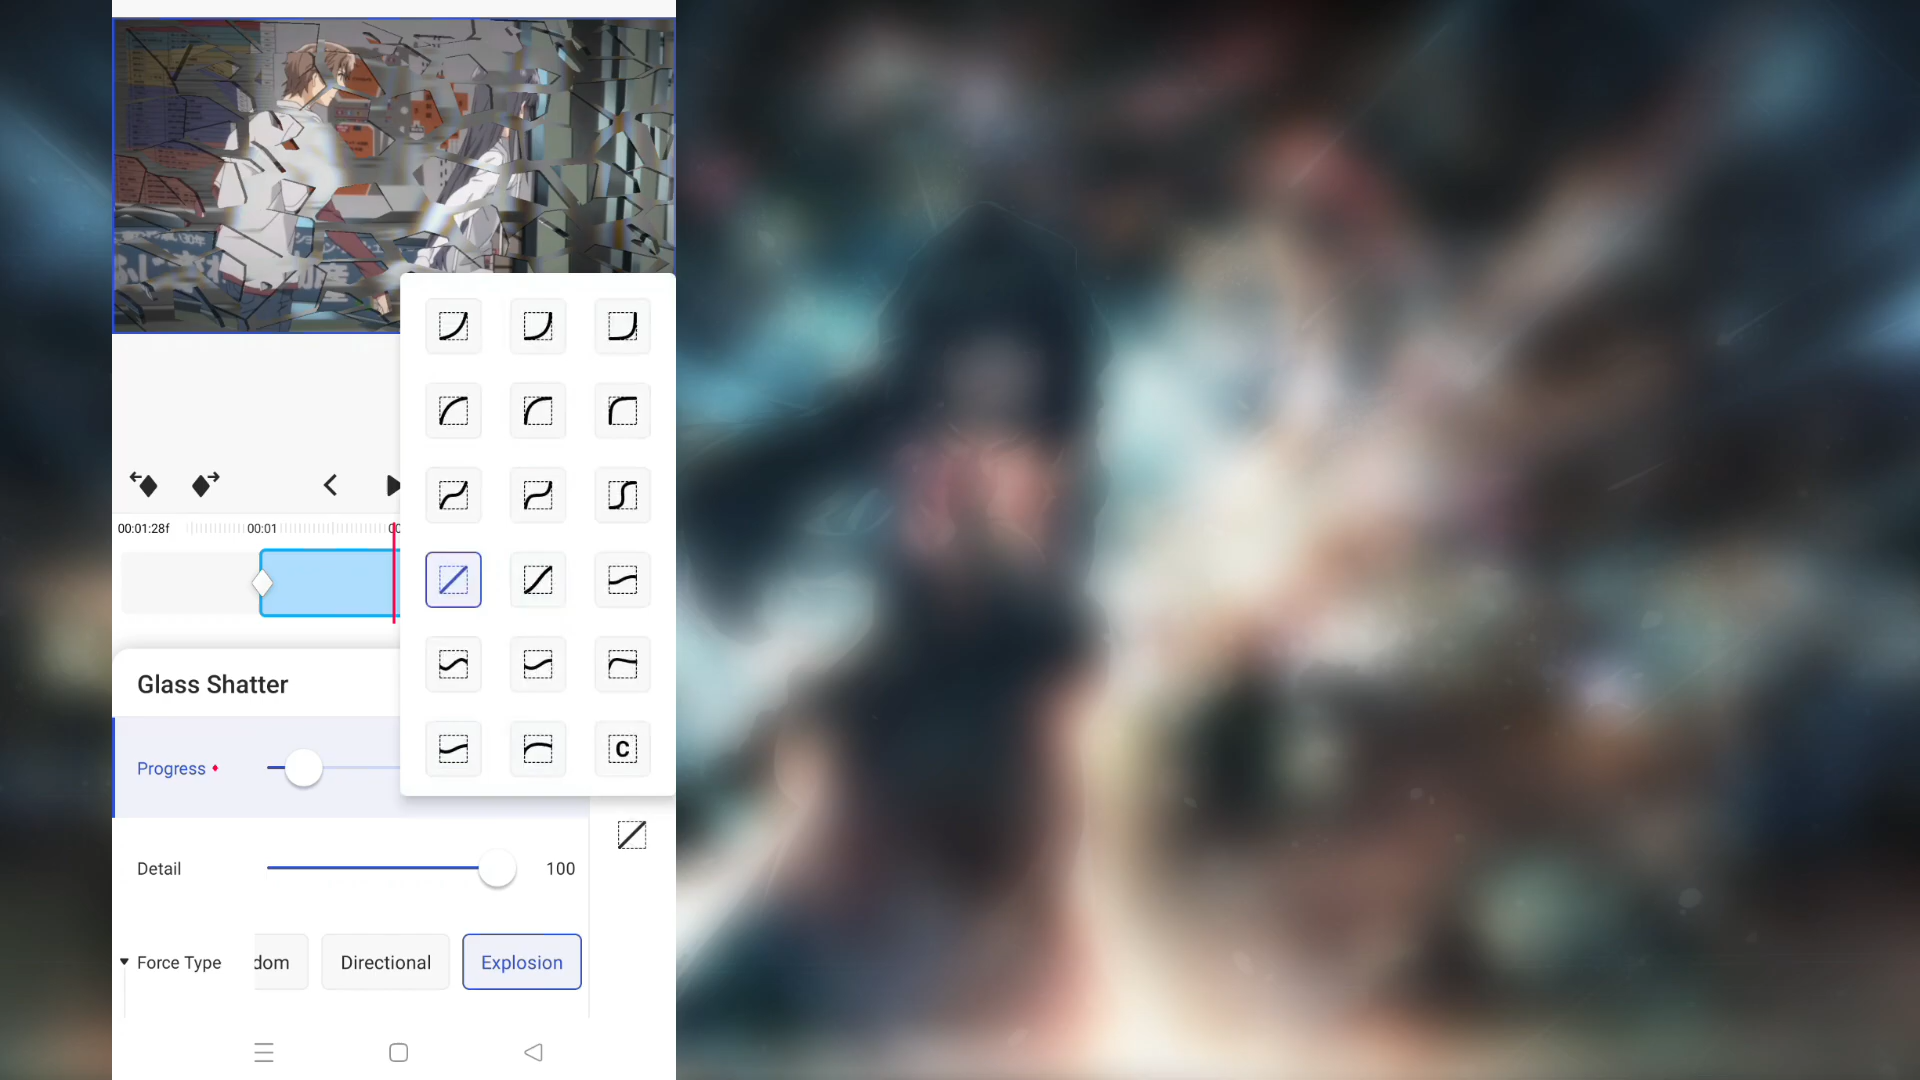 00:01:28f
00:01
Glass Shatter
Progress
Detail
100
Force Type
dom
Directional
Explosion
C